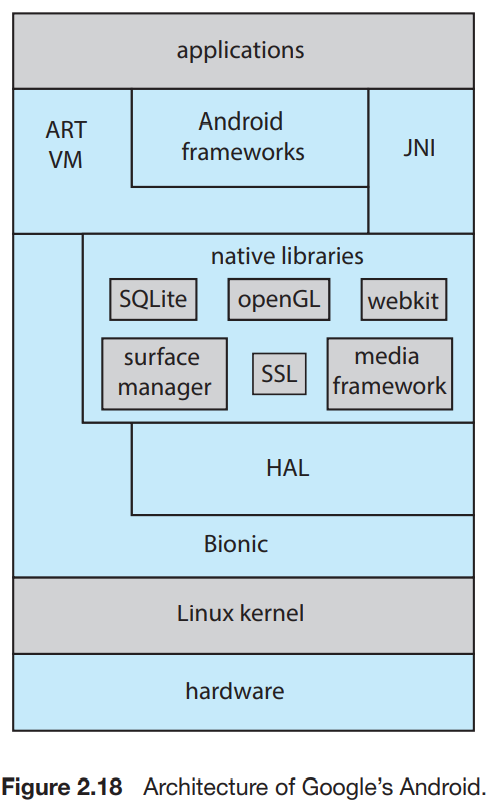 applications
ART
VM
Android
frameworks
JNI
native libraries
SQLite
openGL
webkit
surface
manager
SSL
media
framework
HAL
Bionic
Linux kernel
hardware
Figure 2.18 Architecture of Google’s Android.